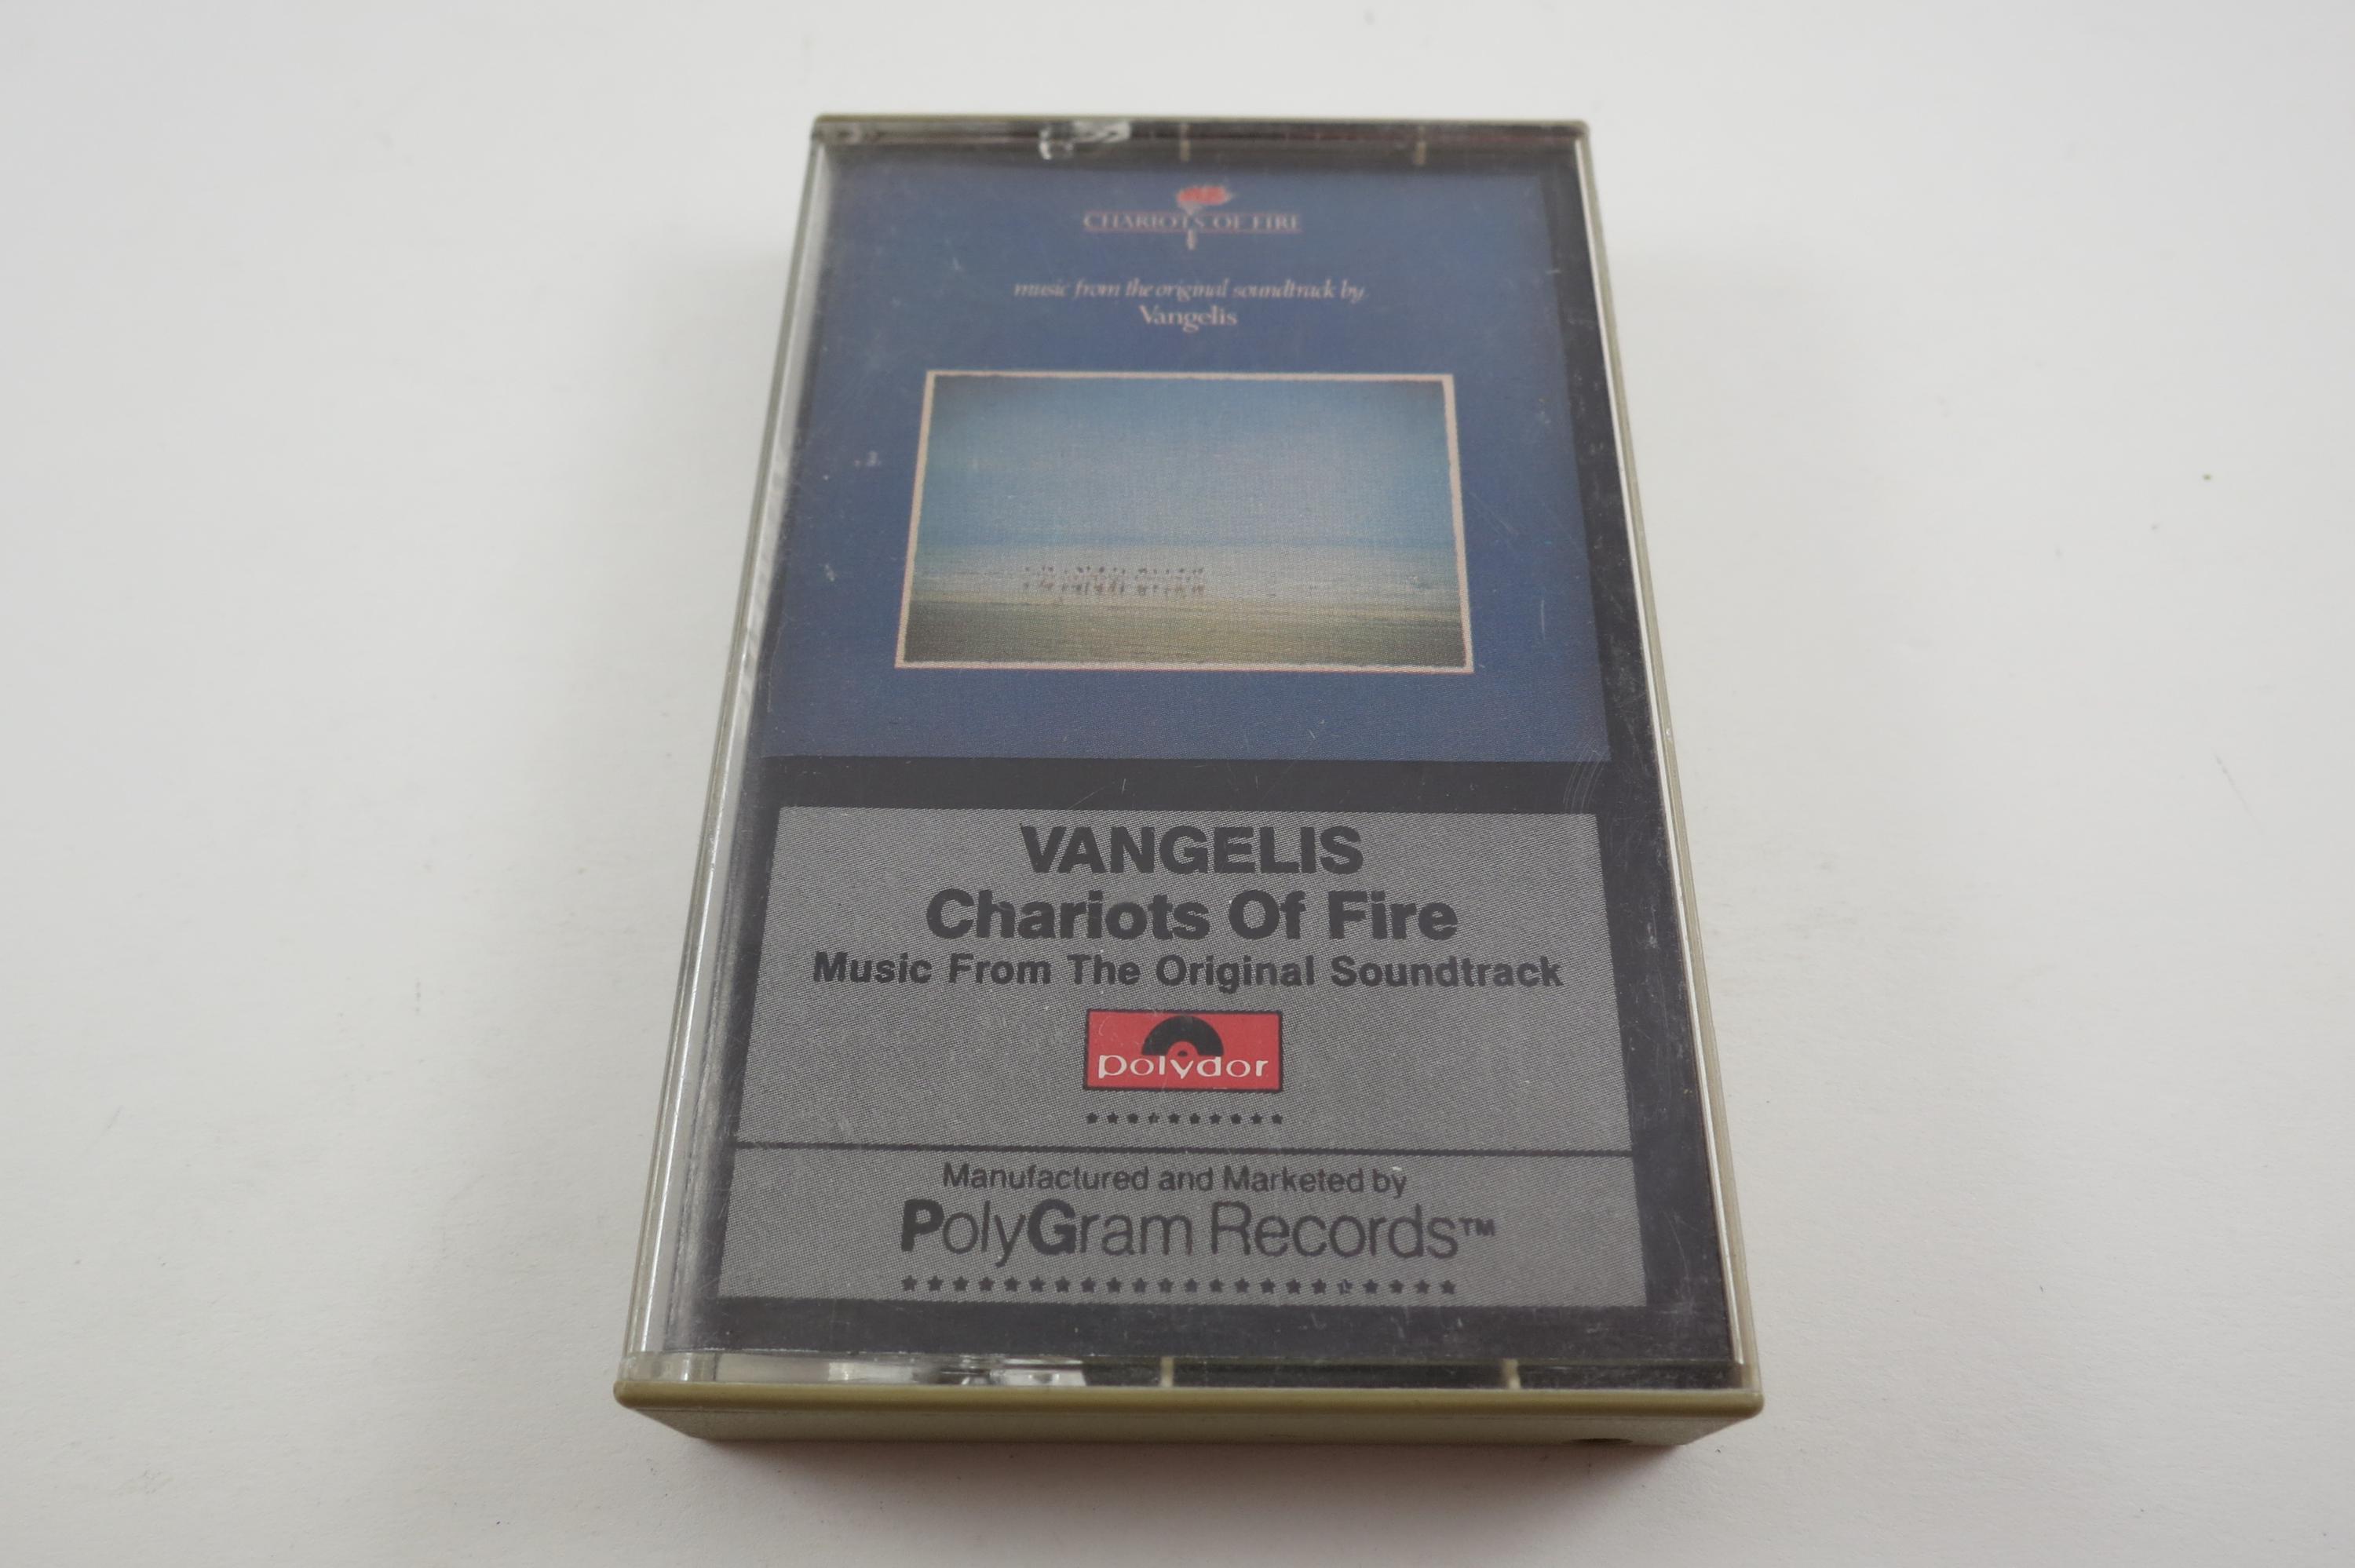 CHARIOTS OF FIRE
music from the original soundtrack by
Vangelis
VANGELIS
Chariots Of Fire
Music From The Original Soundtrack
polydor
Manufactured and Marketed by
PolyGram Records™